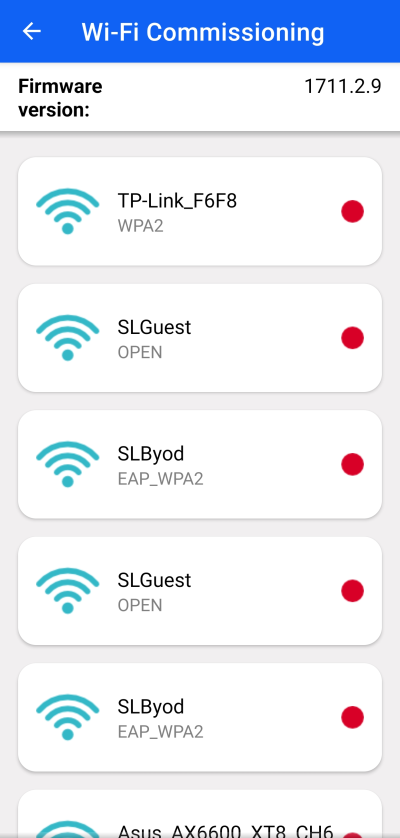 Wi-Fi Commissioning
Firmware version: 1711.2.9
TP-Link_F6F8
WPA2
SLGuest
OPEN
SLByod
EAP_WPA2
SLGuest
OPEN
SLByod
EAP_WPA2
Asus_AX6600_XT8_CH6